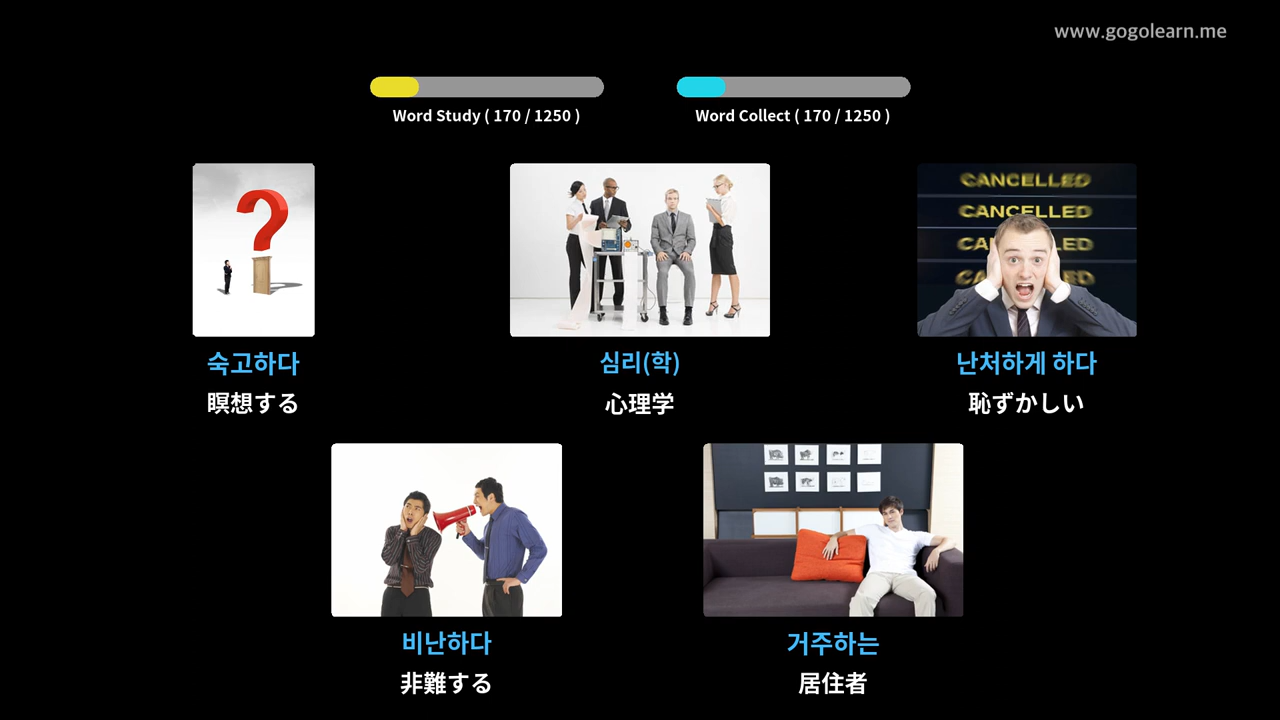 www.gogolearn.me
Word Study ( 170 / 1250 )
Word Collect ( 170 / 1250 )
CANCELLED
CANCELLED
숙고하다
심리(학)
난처하게 하다
瞑想する
心理学
恥ずかしい
비난하다
거주하는
非難する
居住者